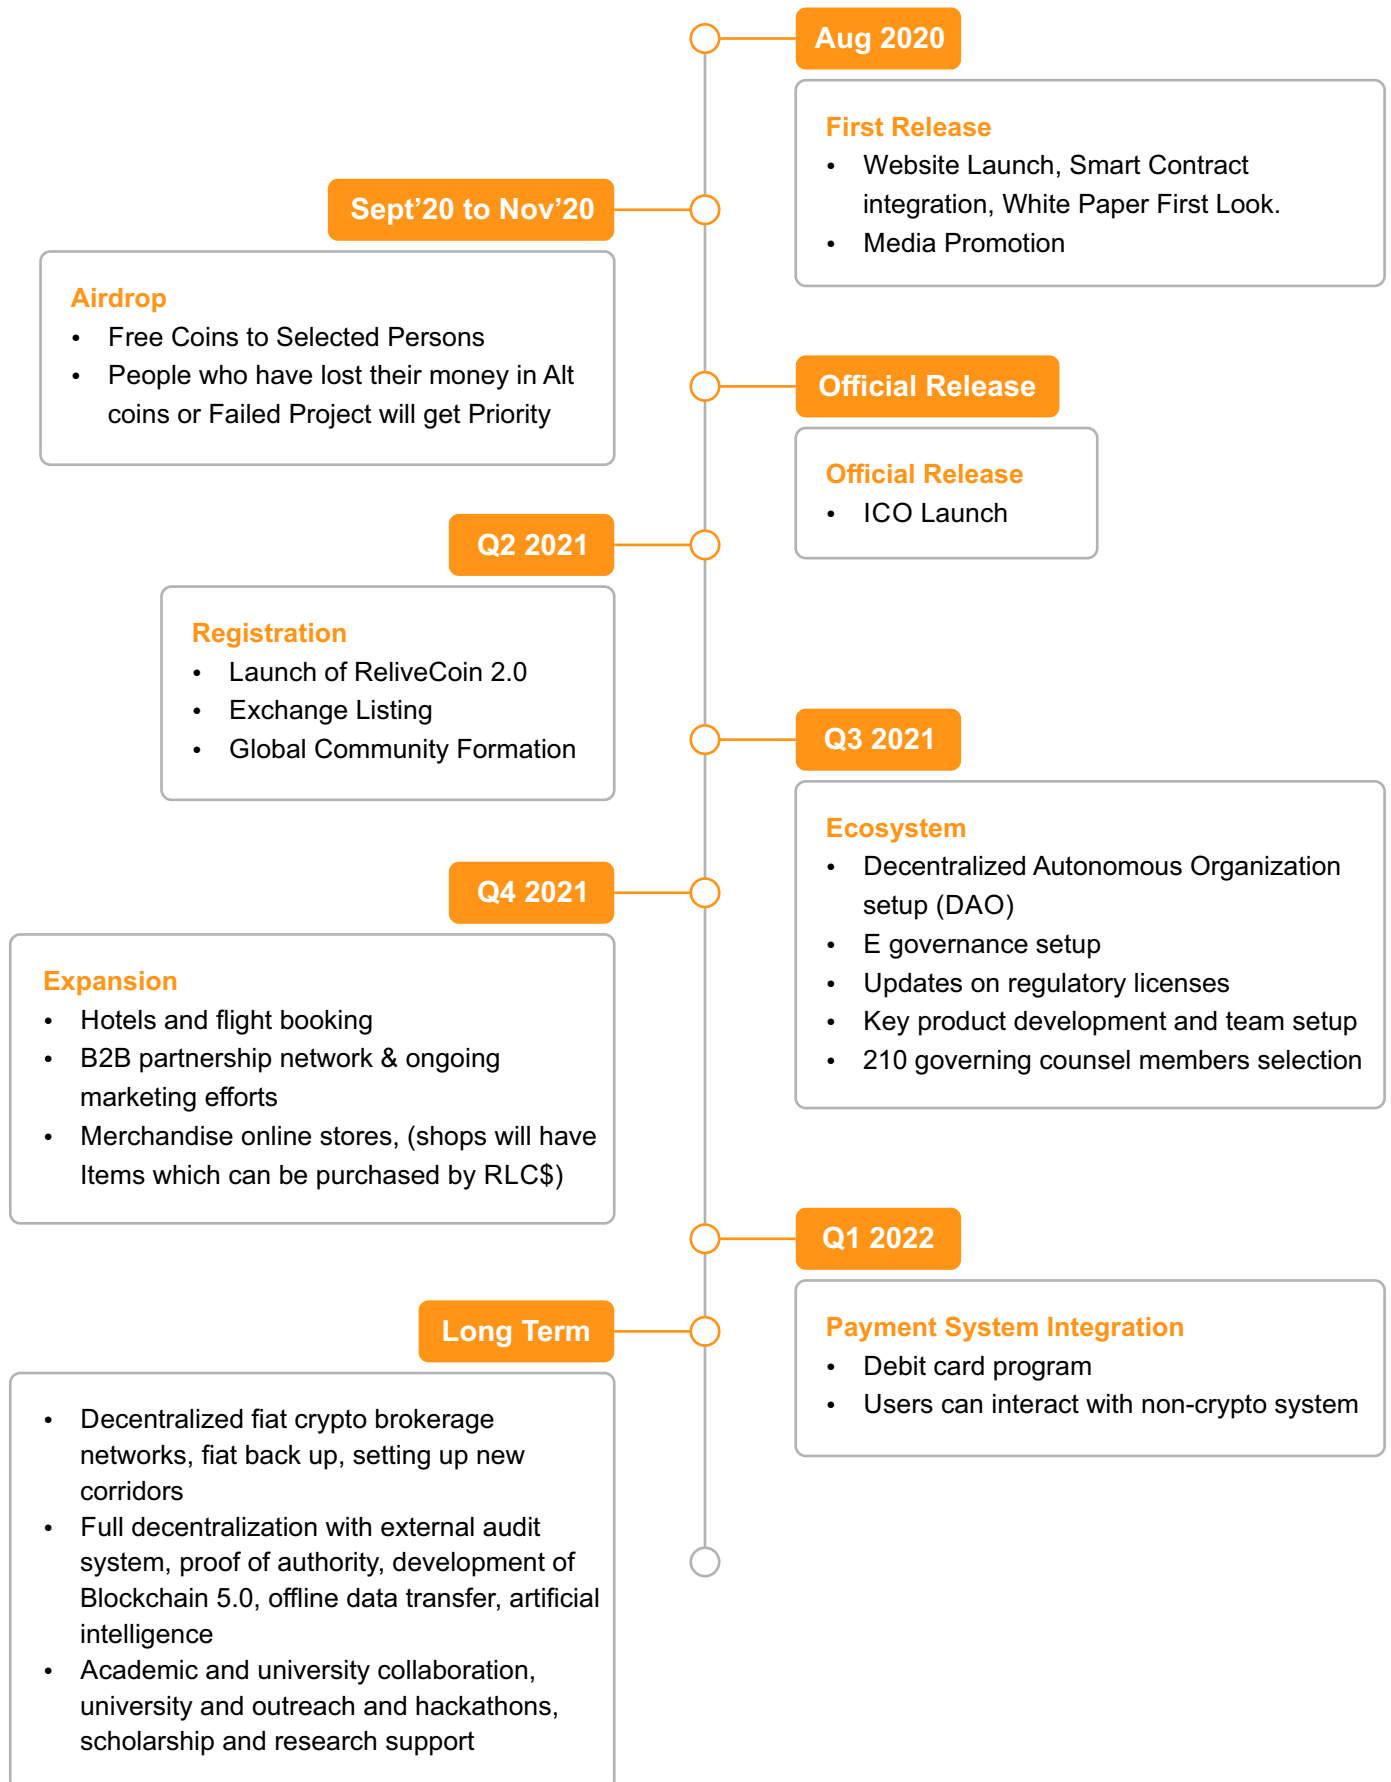 Aug 2020
First Release
• Website Launch, Smart Contract
integration, White Paper First Look.
• Media Promotion
Sept’20 to Nov’20
Airdrop
• Free Coins to Selected Persons
• People who have lost their money in Alt
coins or Failed Project will get Priority
Official Release
Official Release
• ICO Launch
Q2 2021
Registration
• Launch of ReliveCoin 2.0
• Exchange Listing
• Global Community Formation
Q3 2021
Ecosystem
• Decentralized Autonomous Organization
setup (DAO)
• E governance setup
• Updates on regulatory licenses
• Key product development and team setup
• 210 governing counsel members selection
Q4 2021
Expansion
• Hotels and flight booking
• B2B partnership network & ongoing
marketing efforts
• Merchandise online stores, (shops will have
Items which can be purchased by RLC$)
Q1 2022
Payment System Integration
• Debit card program
• Users can interact with non-crypto system
Long Term
• Decentralized fiat crypto brokerage
networks, fiat back up, setting up new
corridors
• Full decentralization with external audit
system, proof of authority, development of
Blockchain 5.0, offline data transfer, artificial
intelligence
• Academic and university collaboration,
university and outreach and hackathons,
scholarship and research support